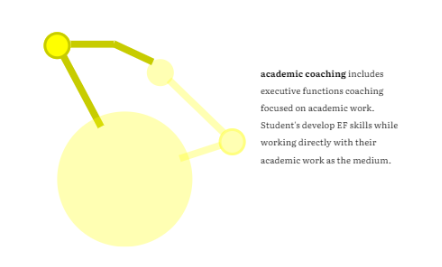 academic coaching includes
executive functions coaching
focused on academic work.
Student's develop EF skills while
working directly with their
academic work as the medium.